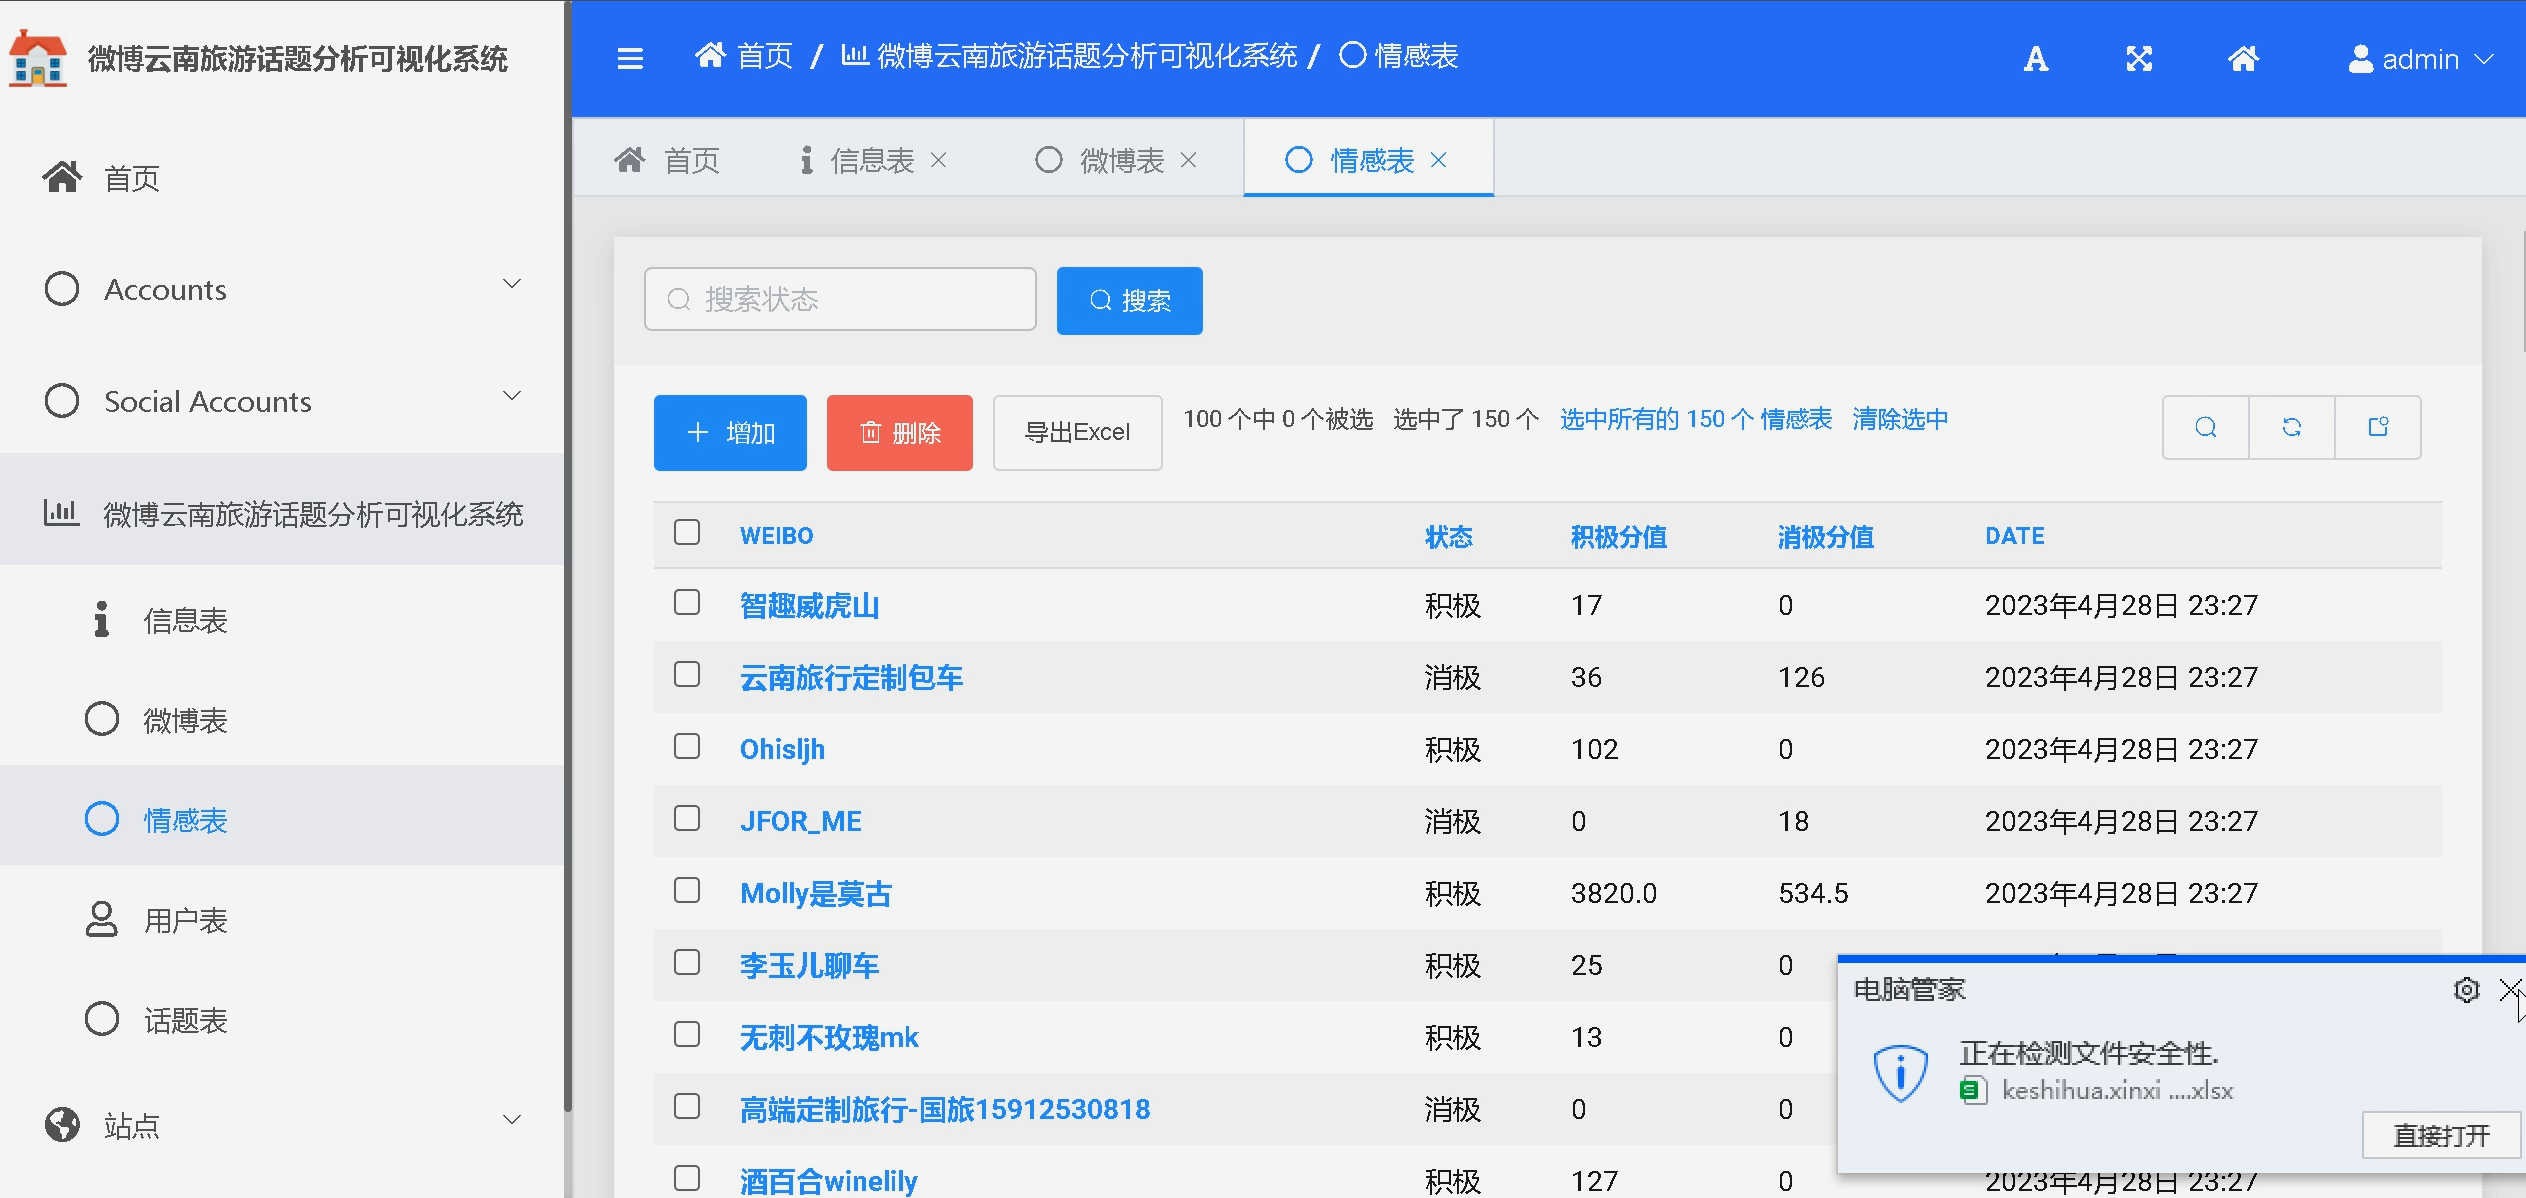 微博云南旅游话题分析可视化系统
首页 / 微博云南旅游话题分析可视化系统 / 情感表
A
admin
首页
信息表
微博表
情感表
首页
Accounts
Social Accounts
微博云南旅游话题分析可视化系统
信息表
微博表
情感表
用户表
话题表
站点
搜索状态
搜索
增加
删除
导出Excel
100 个中 0 个被选 选中了 150 个 选中所有的 150 个 情感表 清除选中
WEIBO 状态 积极分值 消极分值 DATE
智趣威虎山 积极 17 0 2023年4月28日 23:27
云南旅行定制包车 消极 36 126 2023年4月28日 23:27
Ohisljh 积极 102 0 2023年4月28日 23:27
JFOR_ME 消极 0 18 2023年4月28日 23:27
Molly是莫古 积极 3820.0 534.5 2023年4月28日 23:27
李玉儿聊车 积极 25 0
无刺不玫瑰mk 积极 13 0
高端定制旅行-国旅15912530818 消极 0 0
酒百合winelily 积极 127 0 2023年4月28日 23:27
电脑管家
正在检测文件安全性.
keshihua.xinxi ....xlsx
直接打开